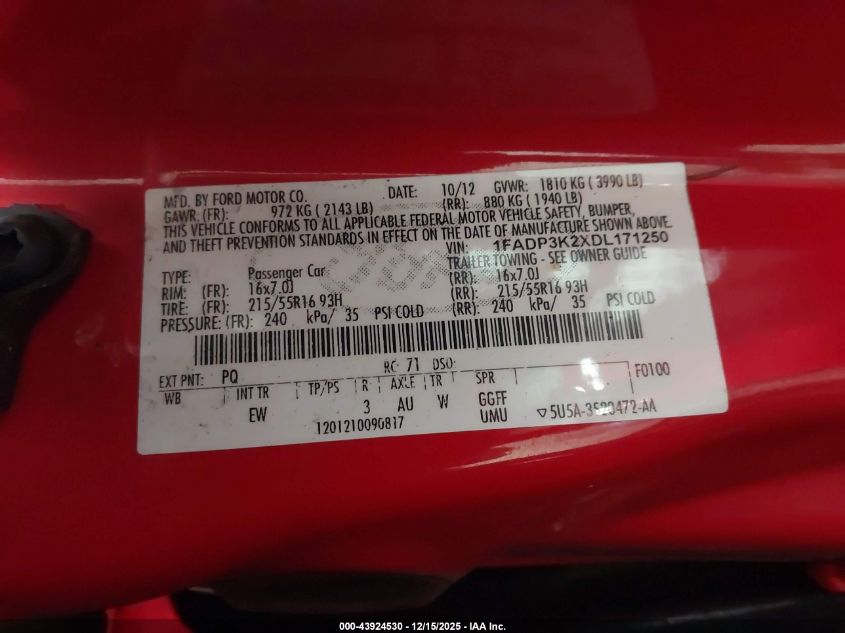 MFD. BY FORD MOTOR CO. DATE: 10/12 GVWR: 1810 KG ( 3990 LB)
GAWR: (FR): 972 KG ( 2143 LB) (RR): 880 KG ( 1940 LB)
THIS VEHICLE CONFORMS TO ALL APPLICABLE FEDERAL MOTOR VEHICLE SAFETY, BUMPER,
AND THEFT PREVENTION STANDARDS IN EFFECT ON THE DATE OF MANUFACTURE SHOWN ABOVE.
VIN: 1FADP3K2XDL171250
TYPE: Passenger Car TRAILER TOWING - SEE OWNER GUIDE
RIM: (FR): 16x7.0J (RR): 16x7.0J
TIRE: (FR): 215/55R16 93H (RR): 215/55R16 93H
PRESSURE: (FR): 240 kPa/ 35 PSI COLD (RR): 240 kPa/ 35 PSI COLD
EXT PNT: PQ RC: 71 DSO: F0100
WB INT TR TP/PS R AXLE TR SPR
EW 3 AU W GGFF
1201210090817 UMU 5U5A-3520472-AA
000-43924530 - 12/15/2025 - IAA Inc.